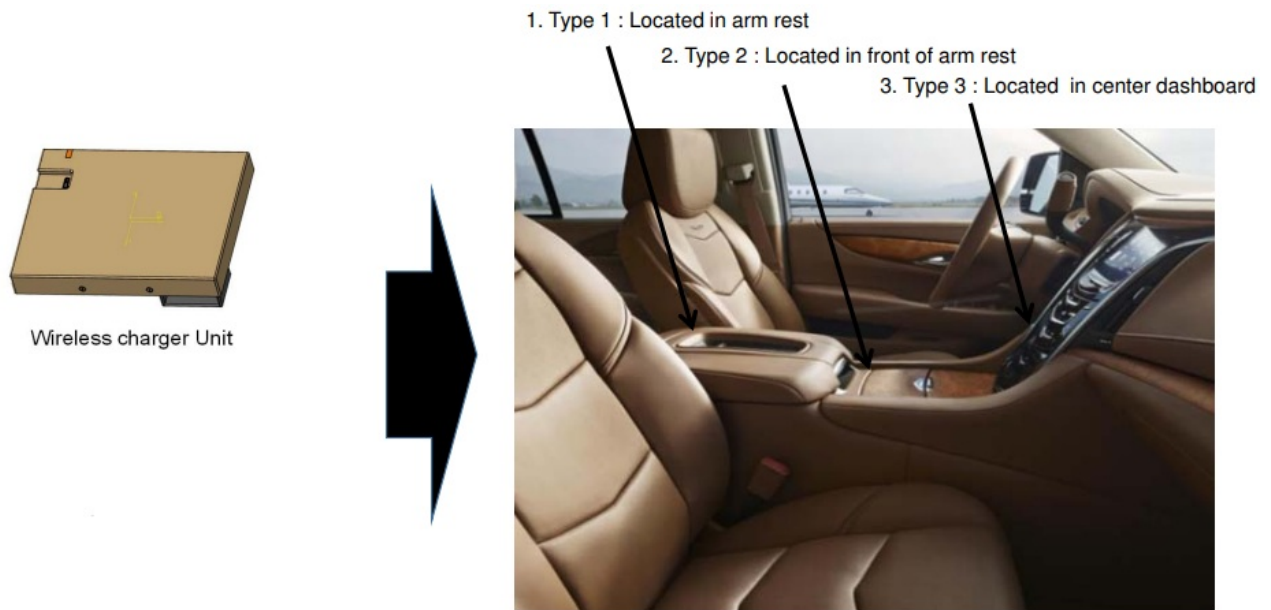 1. Type 1 : Located in arm rest
2. Type 2 : Located in front of arm rest
3. Type 3 : Located in center dashboard
Wireless charger Unit